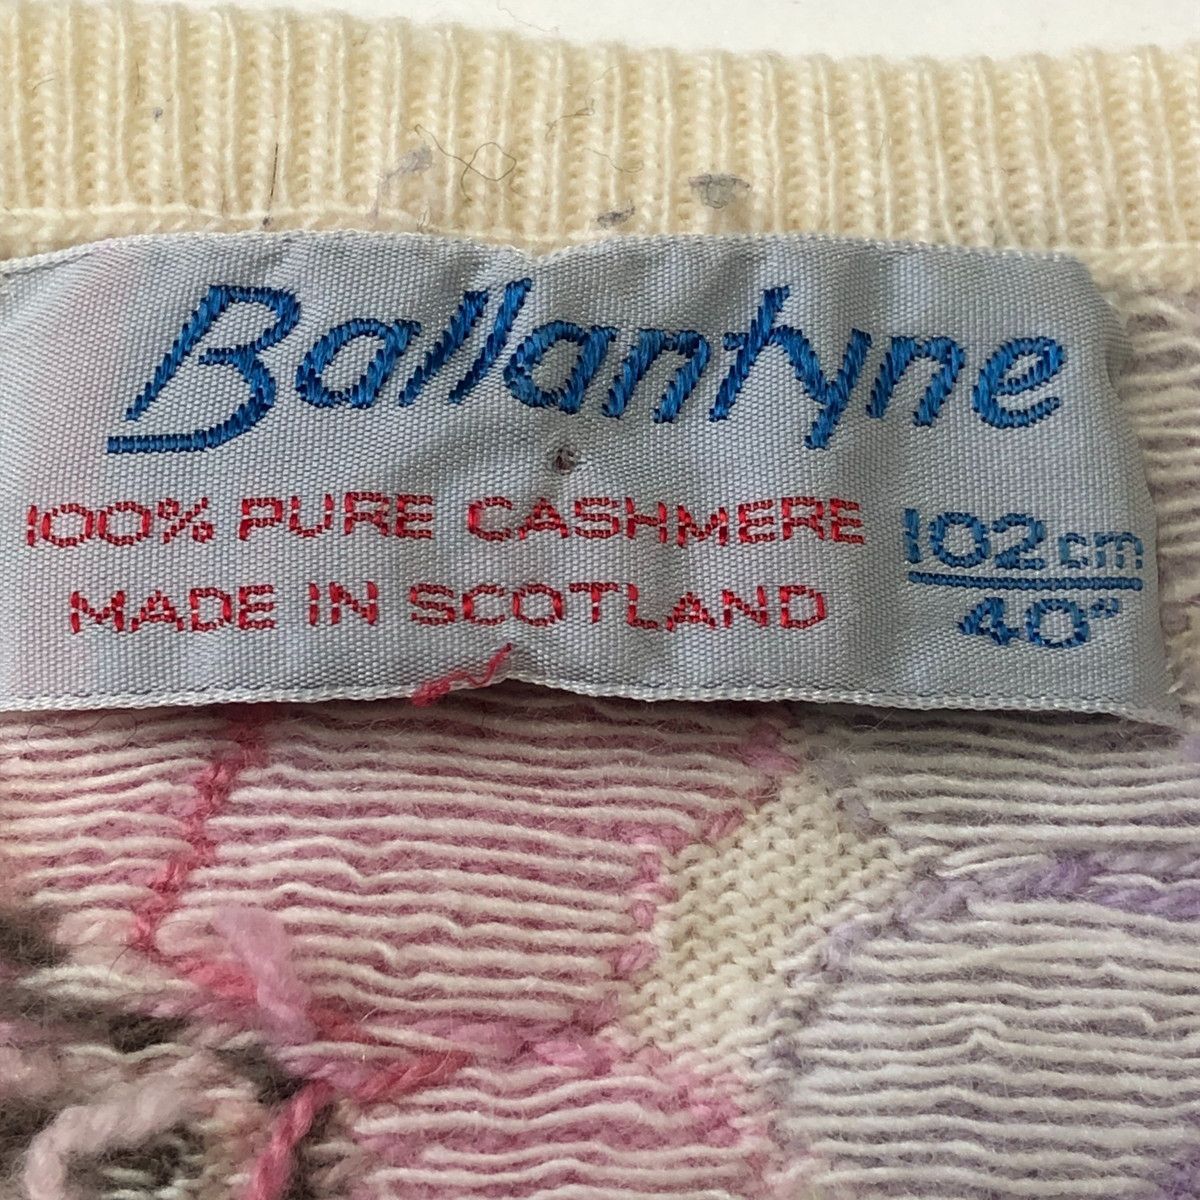 Ballantyne
100% PURE CASHMERE
MADE IN SCOTLAND
102cm
40"